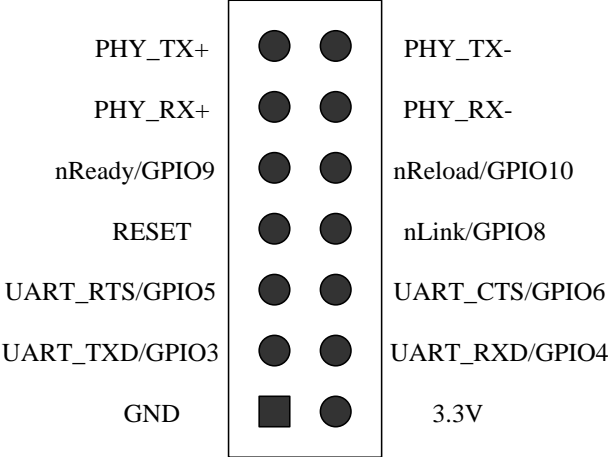 PHY_TX+ PHY_TX-
PHY_RX+ PHY_RX-
nReady/GPIO9 nReload/GPIO10
RESET nLink/GPIO8
UART_RTS/GPIO5 UART_CTS/GPIO6
UART_TXD/GPIO3 UART_RXD/GPIO4
GND 3.3V